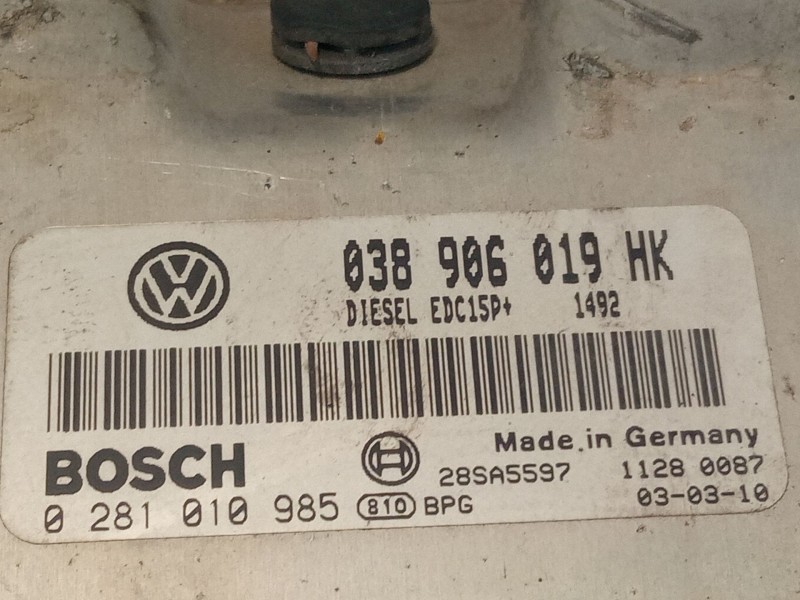 038 906 019 HK
DIESEL EDC15P+ 1492
BOSCH
Made.in Germany
28SA5597 1128 0087
0 281 010 985 810 BPG 03-03-10